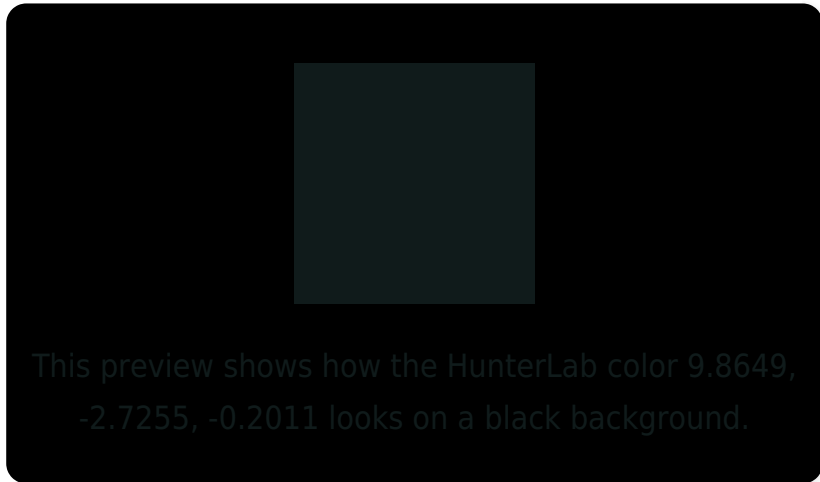 This preview shows how the HunterLab color 9.8649,
-2.7255, -0.2011 looks on a black background.